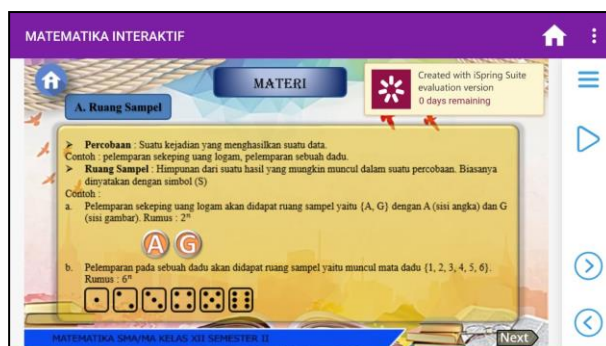 MATEMATIKA INTERAKTIF
MATERI
Created with iSpring Suite
evaluation version
0 days remaining
A. Ruang Sampel
➤ Percobaan : Suatu kejadian yang menghasilkan suatu data.
Contoh : pelemparan sekeping uang logam, pelemparan sebuah dadu.
➤ Ruang Sampel : Himpunan dari suatu hasil yang mungkin muncul dalam suatu percobaan. Biasanya
dinyatakan dengan simbol (S)
Contoh :
a. Pelemparan sekeping uang logam akan didapat ruang sampel yaitu {A, G} dengan A (sisi angka) dan G
(sisi gambar). Rumus : 2ⁿ
A G
b. Pelemparan pada sebuah dadu akan didapat ruang sampel yaitu muncul mata dadu {1, 2, 3, 4, 5, 6}.
Rumus : 6ⁿ
MATEMATIKA SMA/MA KELAS XII SEMESTER II
Next